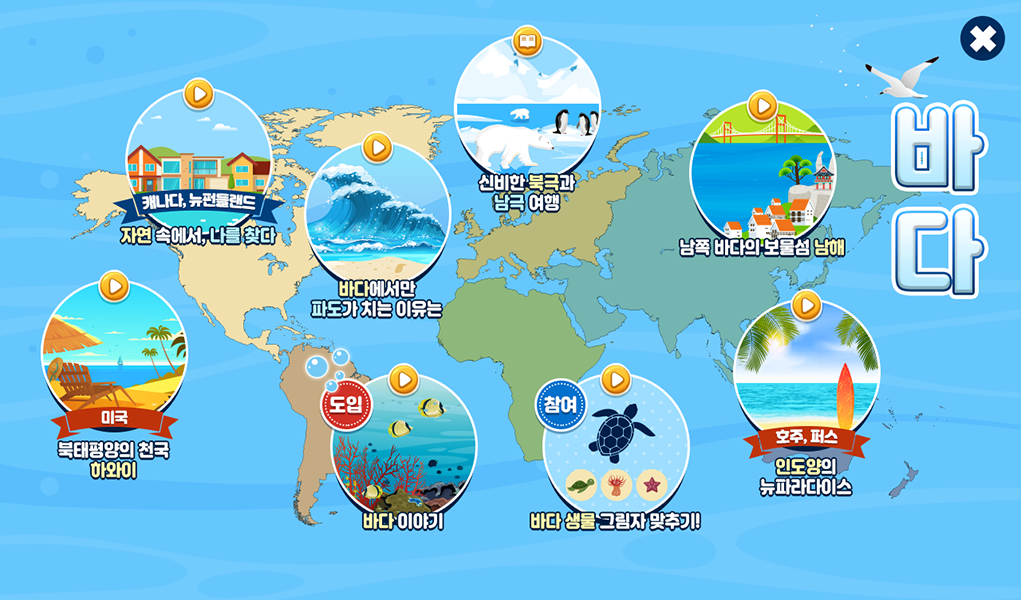 바다
신비한 북극과
남극 여행
캐나다, 뉴펀들랜드
자연 속에서, 나를 찾다
바다에서만
파도가 치는 이유는
남쪽 바다의 보물섬 남해
미국
북태평양의 천국
하와이
도입
바다 이야기
참여
바다 생물 그림자 맞추기!
호주, 퍼스
인도양의
뉴파라다이스